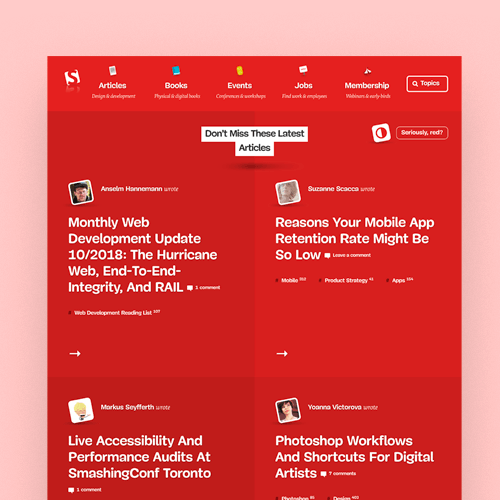 Articles
Design & development
Books
Physical & digital books
Events
Conferences & workshops
Jobs
Find work & employees
Membership
Webinars & early-birds
Topics
Don't Miss These Latest
Articles
Seriously, red?
Anselm Hannemann wrote
Monthly Web
Development Update
10/2018: The Hurricane
Web, End-To-End-
Integrity, And RAIL 1 comment
# Web Development Reading List 107
Suzanne Scacca wrote
Reasons Your Mobile App
Retention Rate Might Be
So Low Leave a comment
# Mobile # Product Strategy # Apps
Markus Seyfferth wrote
Live Accessibility And
Performance Audits At
SmashingConf Toronto
1 comment
Yoanna Victorova wrote
Photoshop Workflows
And Shortcuts For Digital
Artists 7 comments
Photoshop Design